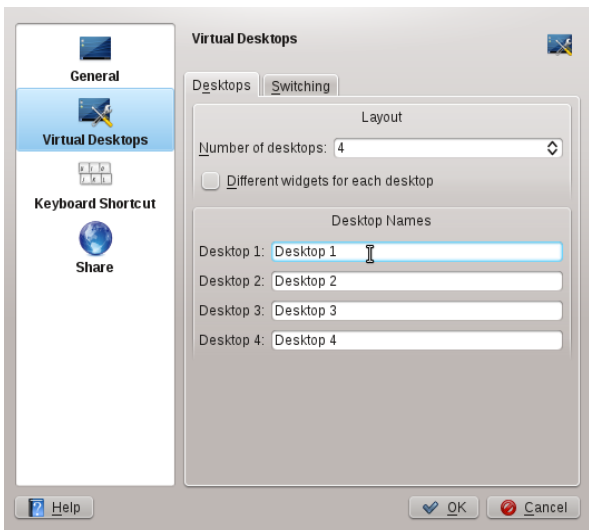 Virtual Desktops
General
Virtual Desktops
Keyboard Shortcut
Share
Desktops Switching
Layout
Number of desktops: 4
Different widgets for each desktop
Desktop Names
Desktop 1: Desktop 1
Desktop 2: Desktop 2
Desktop 3: Desktop 3
Desktop 4: Desktop 4
Help OK Cancel